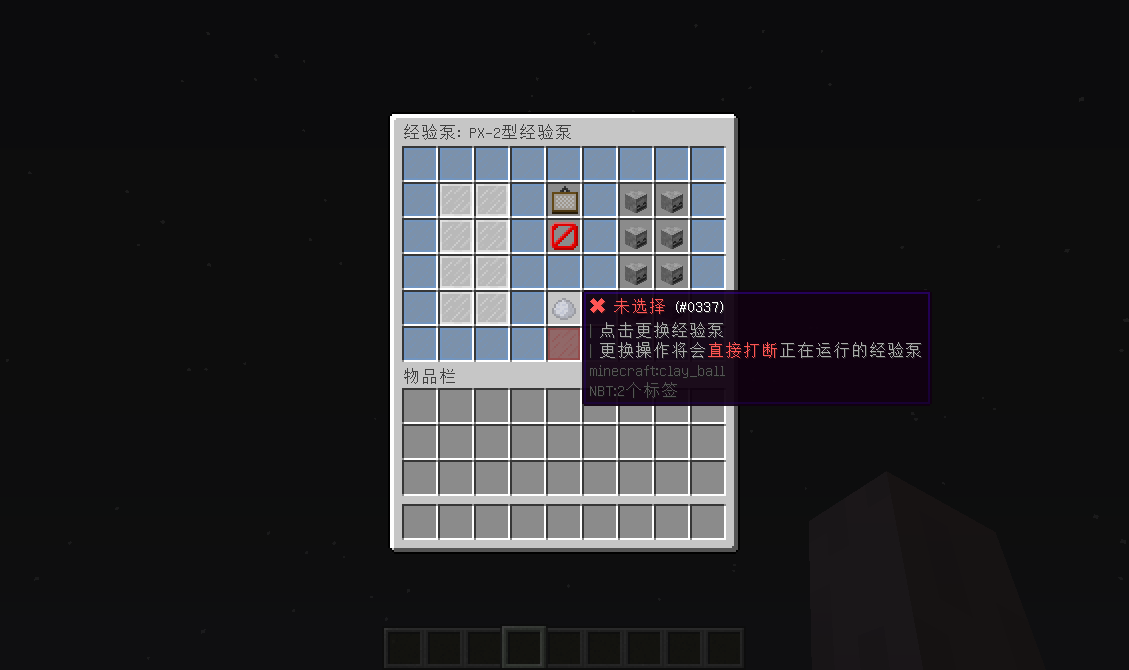 经验泵: PX-2型经验泵
✖ 未选择 (#0337)
| 点击更换经验泵
| 更换操作将会直接打断正在运行的经验泵
minecraft:clay_ball
NBT:2个标签
物品栏